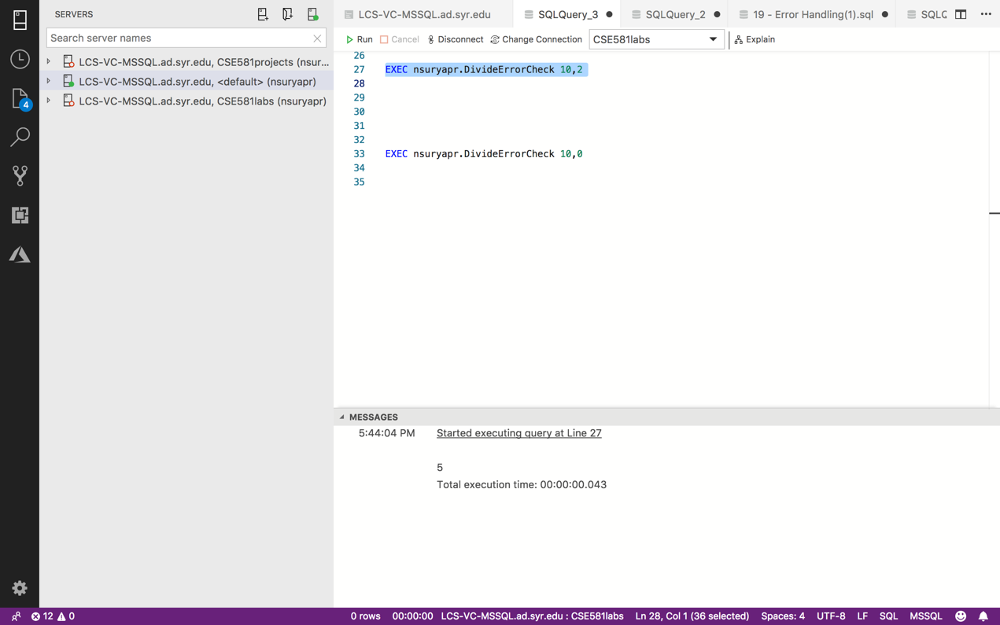 SERVERS
Search server names
LCS-VC-MSSQL.ad.syr.edu, CSE581projects (nsur...
LCS-VC-MSSQL.ad.syr.edu, <default> (nsuryapr)
LCS-VC-MSSQL.ad.syr.edu, CSE581labs (nsuryapr)
4
LCS-VC-MSSQL.ad.syr.edu SQLQuery_3 SQLQuery_2 19 - Error Handling(1).sql SQLQ
Run Cancel Disconnect Change Connection CSE581labs Explain
26
27 EXEC nsuryapr.DivideErrorCheck 10,2
28
29
30
31
32
33 EXEC nsuryapr.DivideErrorCheck 10,0
34
35
MESSAGES
5:44:04 PM Started executing query at Line 27
5
Total execution time: 00:00:00.043
12 0 0 rows 00:00:00 LCS-VC-MSSQL.ad.syr.edu : CSE581labs Ln 28, Col 1 (36 selected) Spaces: 4 UTF-8 LF SQL MSSQL